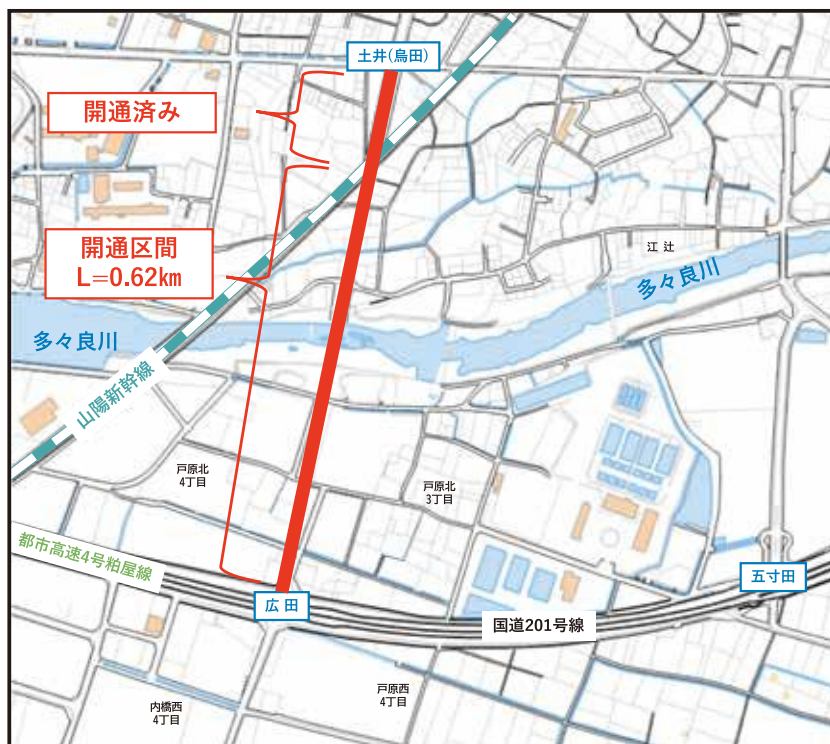 土井(烏田)
開通済み
開通区間
L=0.62km
江辻
多々良川
多々良川
山陽新幹線
戸原北
4丁目
戸原北
3丁目
都市高速4号粕屋線
五寸田
広田
国道201号線
戸原西
4丁目
内橋西
4丁目